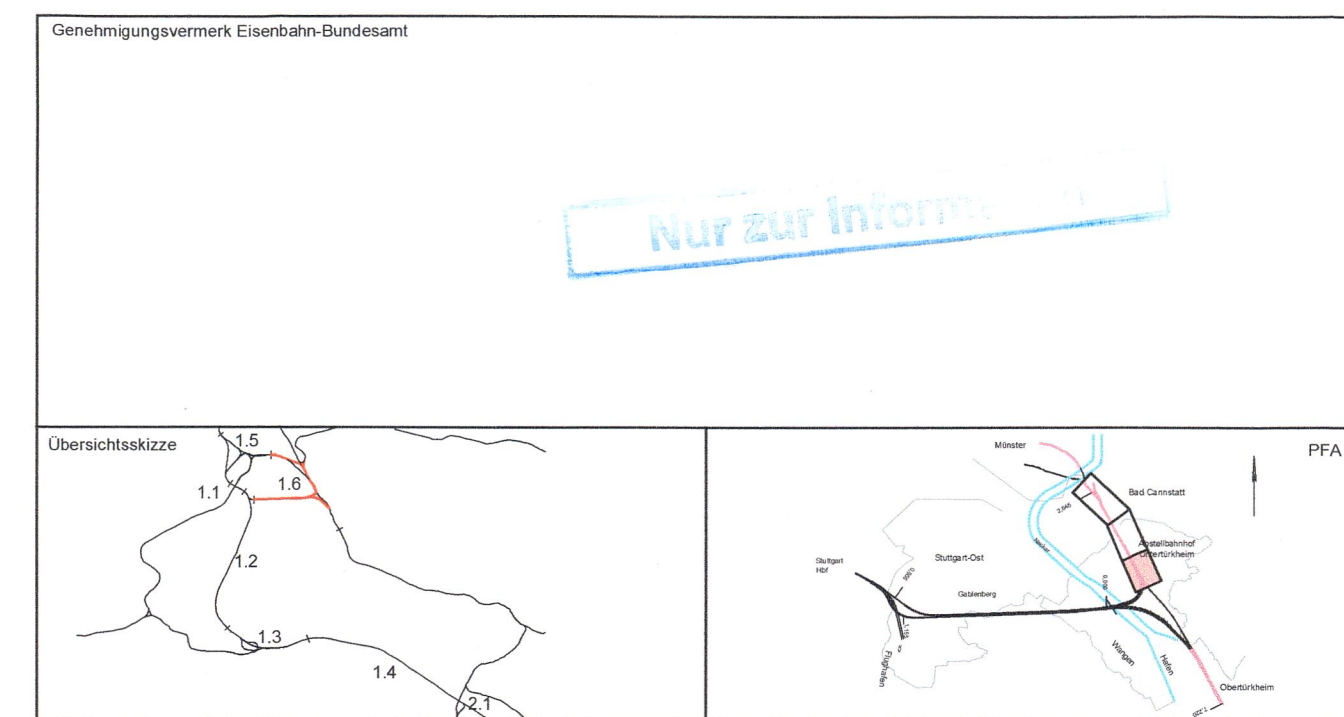 Genehmigungsvermerk Eisenbahn-Bundesamt
Nur zur
Übersichtsskizze
1.5
1.6
1.1
1.2
1.3
1.4
2.1
PFA
Münster
Bad Cannstatt
Abstellbahnhof
Untertürkheim
Neckar
Stuttgart-Ost
Stuttgart
Hbf
Gablenberg
Flughafen
Wangen
Hafen
Obertürkheim